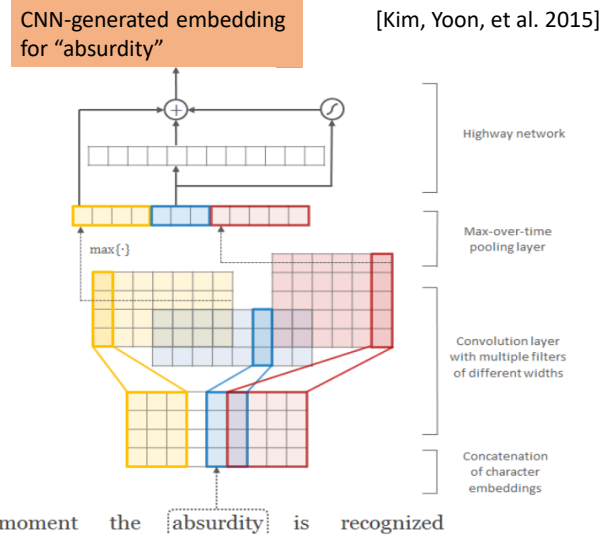 CNN-generated embedding
for “absurdity”
[Kim, Yoon, et al. 2015]
+
Highway network
Max-over-time
pooling layer
max{·}
Convolution layer
with multiple filters
of different widths
Concatenation
of character
embeddings
moment the absurdity is recognized